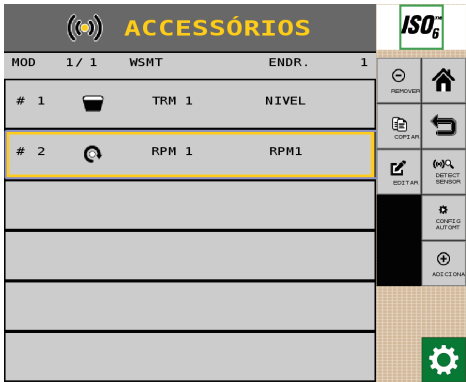 ACCESSÓRIOS
ISO6™
MOD 1/ 1 WSMT ENDR. 1
# 1 TRM 1 NIVEL
# 2 RPM 1 RPM1
REMOVER
COPIAR
EDITAR
DETECT
SENSOR
CONFIG
AUTOMT
ADICIONA